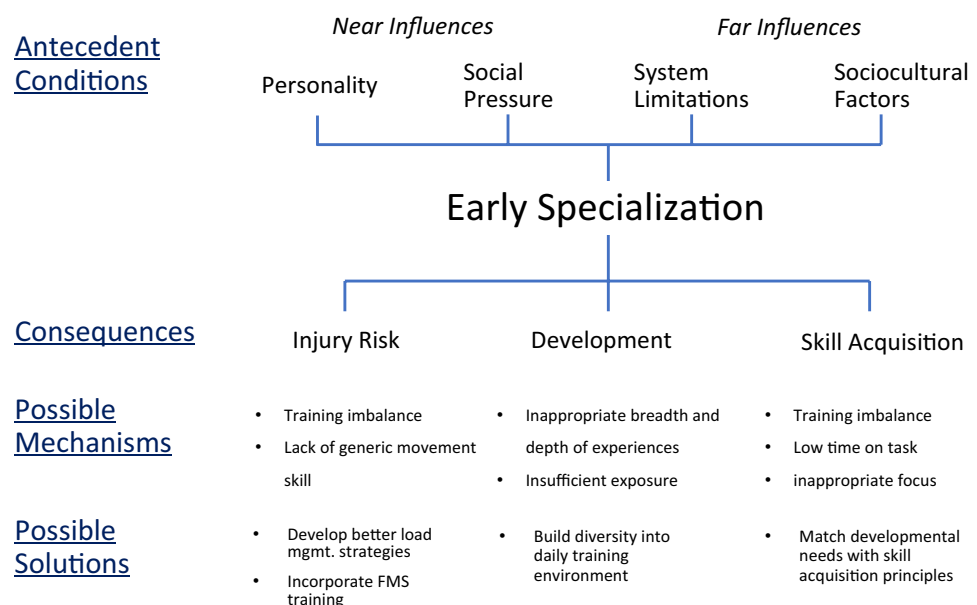 Near Influences
Far Influences
Antecedent
Conditions
Personality
Social
Pressure
System
Limitations
Sociocultural
Factors
Early Specialization
Consequences
Injury Risk
Development
Skill Acquisition
Possible
Mechanisms
• Training imbalance
• Lack of generic movement
skill
• Inappropriate breadth and
depth of experiences
• Insufficient exposure
• Training imbalance
• Low time on task
• inappropriate focus
Possible
Solutions
• Develop better load
mgmt. strategies
• Incorporate FMS
training
• Build diversity into
daily training
environment
• Match developmental
needs with skill
acquisition principles